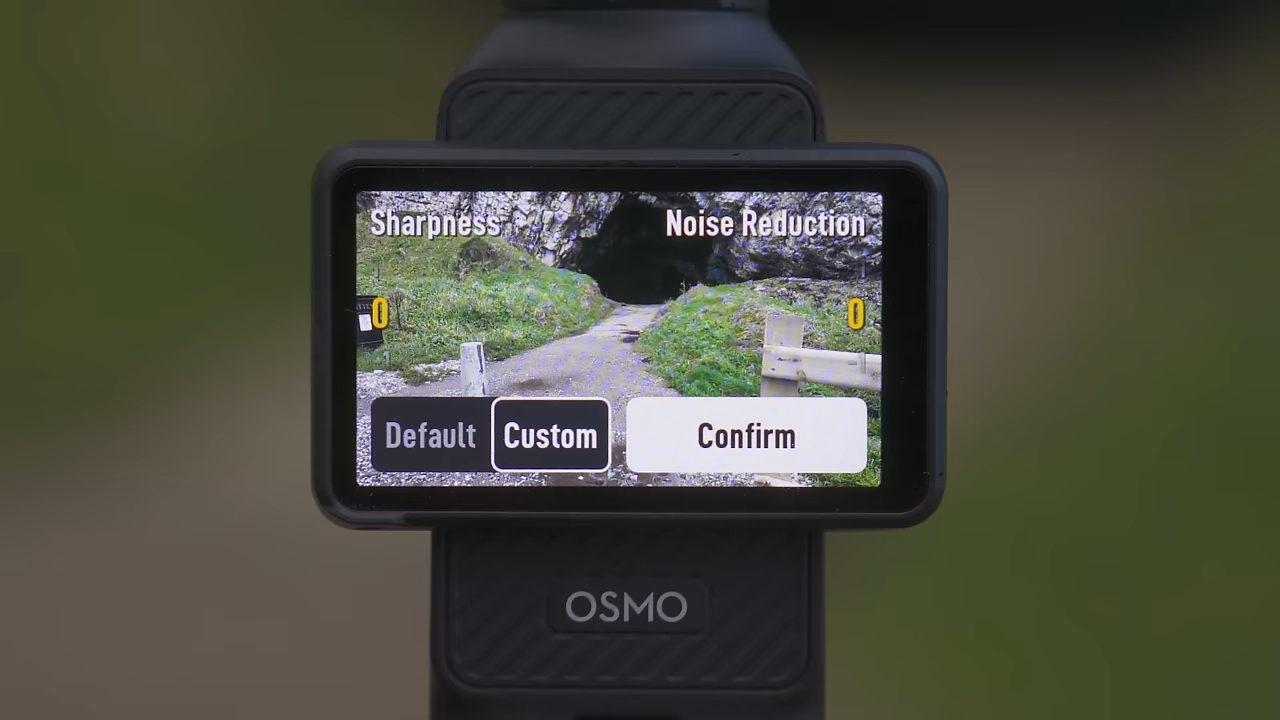 Sharpness
Noise Reduction
0
0
Default
Custom
Confirm
OSMO